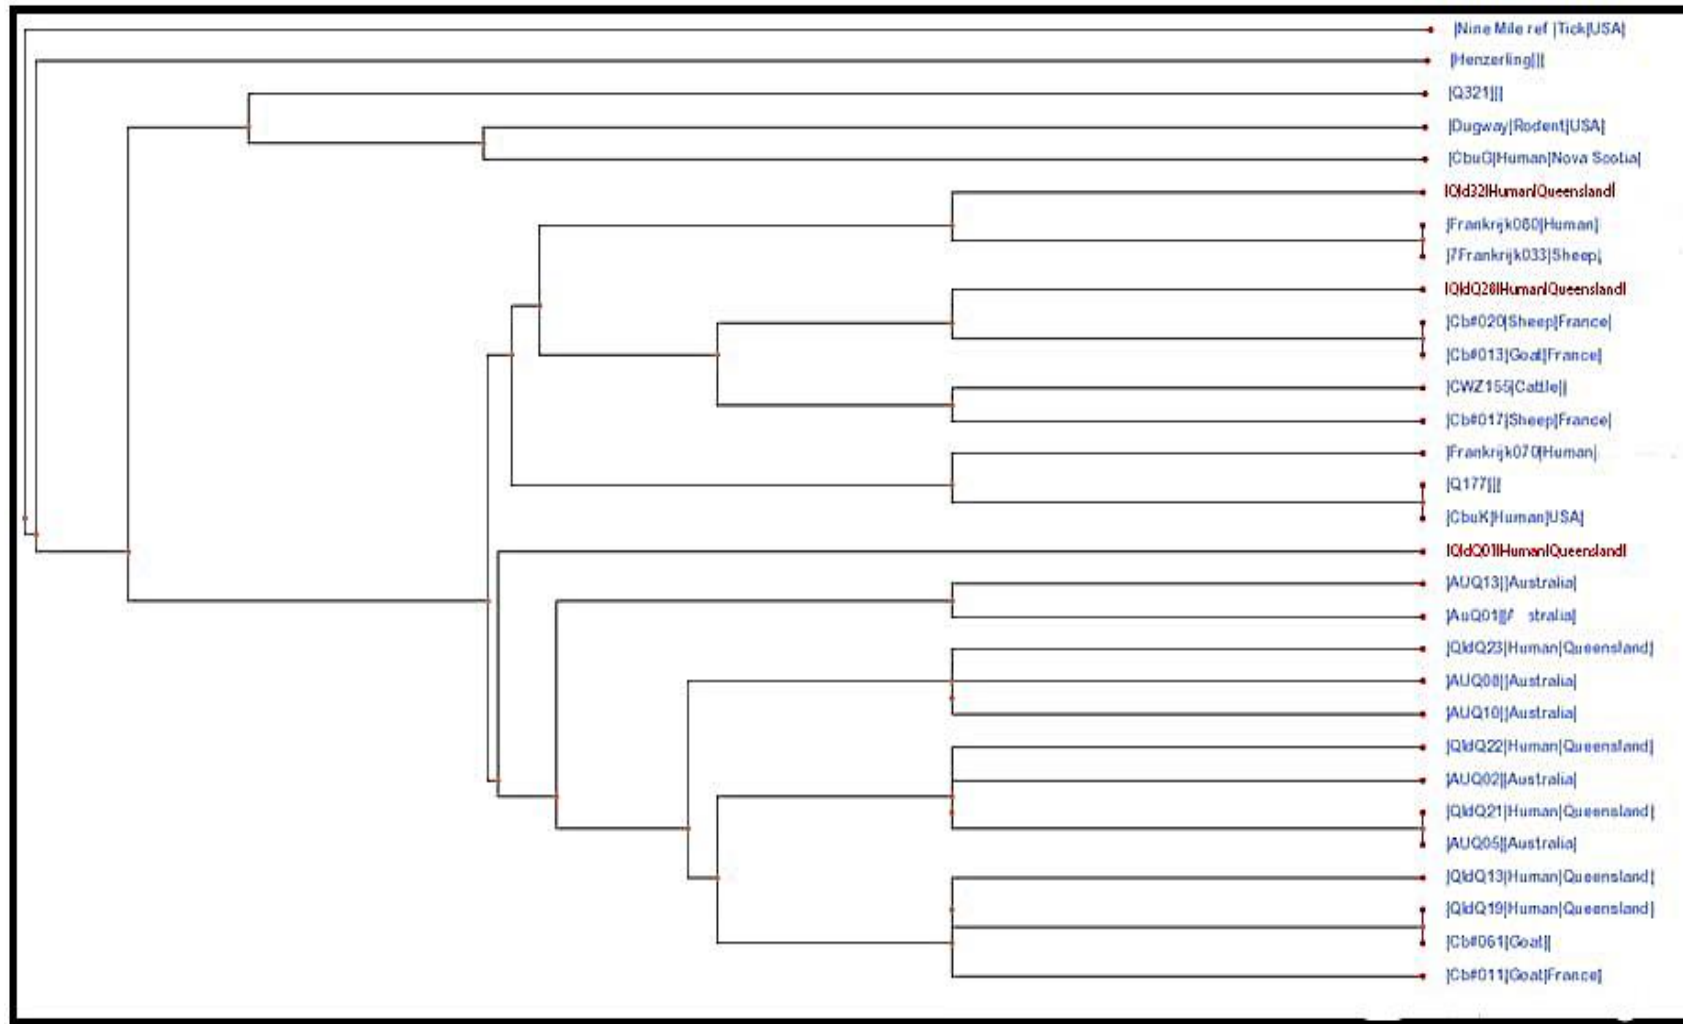 |Nine Mile ref |Tick|USA|
|Henzerling|||
|Q321|||
|Dugway|Rodent|USA|
|CbuG|Human|Nova Scotia|
|Qld32|Human|Queensland|
|Frankrijk060|Human|
|7Frankrijk033|Sheep|
|QldQ28|Human|Queensland|
|Cb#020|Sheep|France|
|Cb#013|Goat|France|
|CWZ155|Cattle||
|Cb#017|Sheep|France|
|Frankrijk070|Human|
|Q177|||
|CbuK|Human|USA|
|QldQ01|Human|Queensland|
|AUQ13||Australia|
|AuQ01||A stralia|
|QldQ23|Human|Queensland|
|AUQ08||Australia|
|AUQ10||Australia|
|QldQ22|Human|Queensland|
|AUQ02||Australia|
|QldQ21|Human|Queensland|
|AUQ05||Australia|
|QldQ13|Human|Queensland|
|QldQ19|Human|Queensland|
|Cb#061|Goat||
|Cb#011|Goat|France|